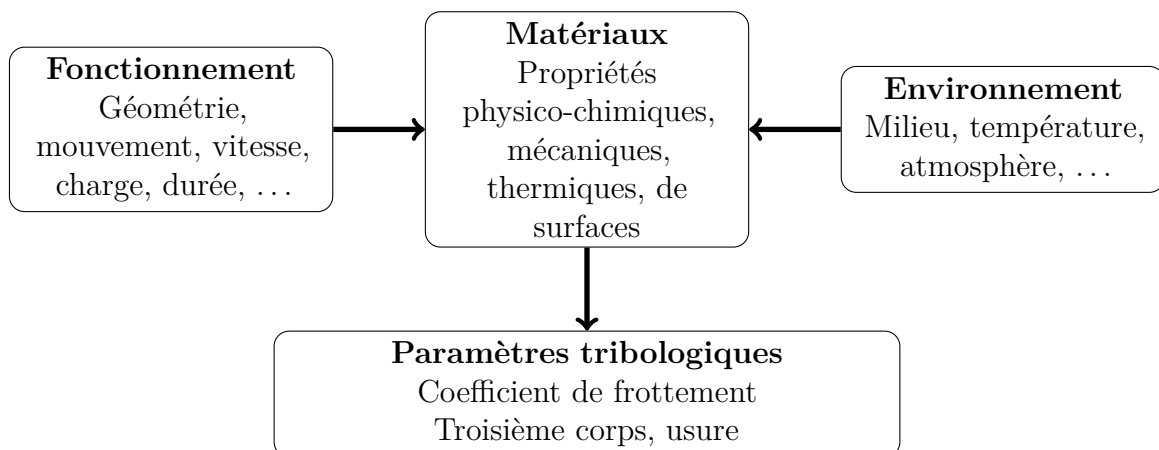 Fonctionnement
Géométrie,
mouvement, vitesse,
charge, durée, …
Matériaux
Propriétés
physico-chimiques,
mécaniques,
thermiques, de
surfaces
Environnement
Milieu, température,
atmosphère, …
Paramètres tribologiques
Coefficient de frottement
Troisième corps, usure